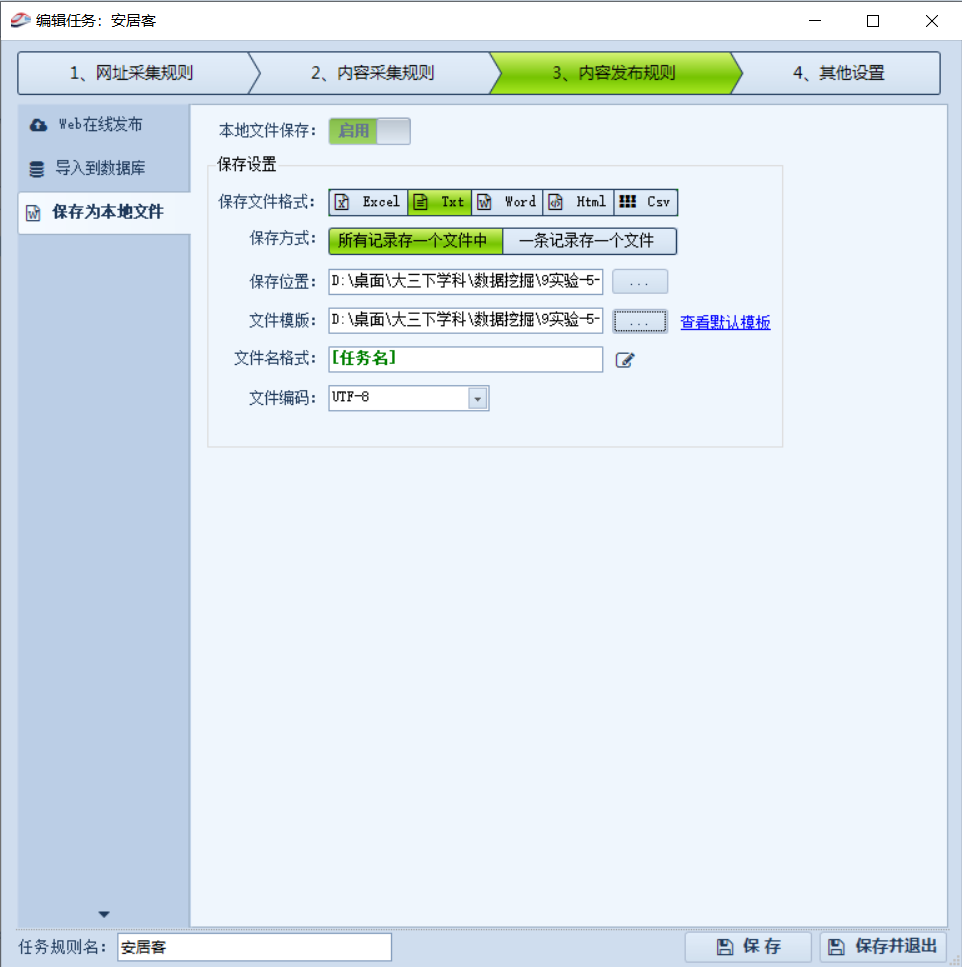 编辑任务：安居客
1、网址采集规则 2、内容采集规则 3、内容发布规则 4、其他设置
Web在线发布
导入到数据库
保存为本地文件
本地文件保存： 启用
保存设置
保存文件格式： Excel Txt Word Html Csv
保存方式： 所有记录存一个文件中 一条记录存一个文件
保存位置： D:\桌面\大三下学科\数据挖掘\9实验-5- ...
文件模版： D:\桌面\大三下学科\数据挖掘\9实验-5- ... 查看默认模板
文件名格式： [任务名]
文件编码： UTF-8
任务规则名： 安居客 保存 保存并退出